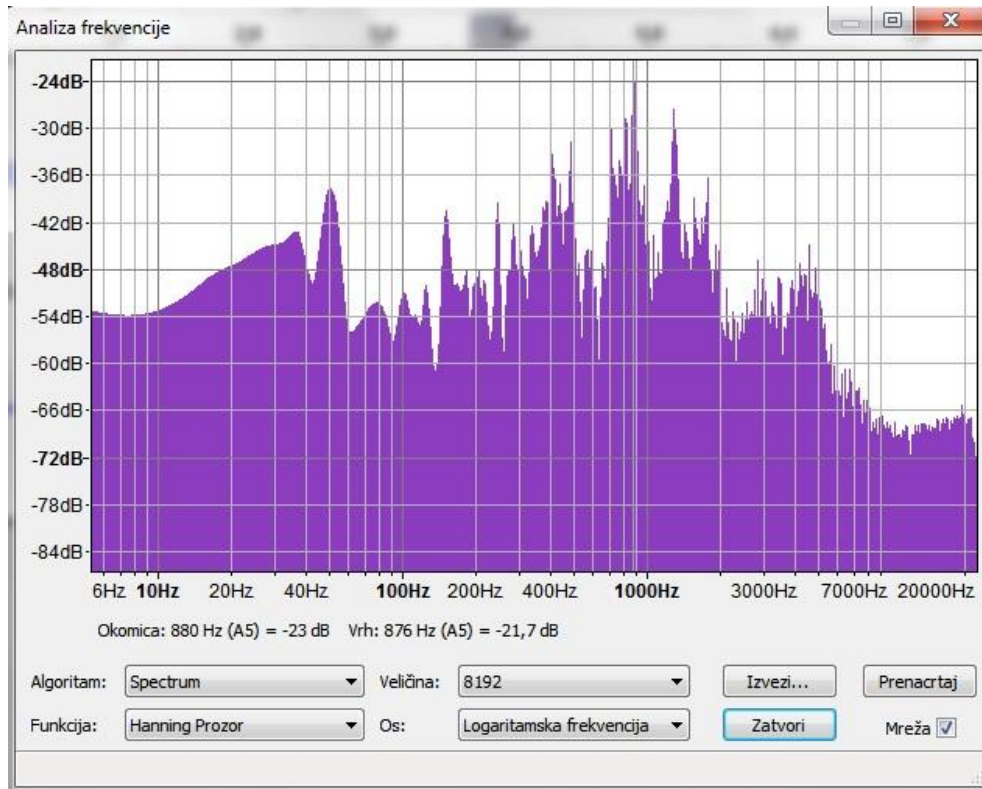 Analiza frekvencije
-24dB
-30dB
-36dB
-42dB
-48dB
-54dB
-60dB
-66dB
-72dB
-78dB
-84dB
6Hz 10Hz 20Hz 40Hz 100Hz 200Hz 400Hz 1000Hz 3000Hz 7000Hz 20000Hz
Okomica: 880 Hz (A5) = -23 dB Vrh: 876 Hz (A5) = -21,7 dB
Algoritam: Spectrum Veličina: 8192 Izvezi... Prenacrtaj
Funkcija: Hanning Prozor Os: Logaritamska frekvencija Zatvori Mreža